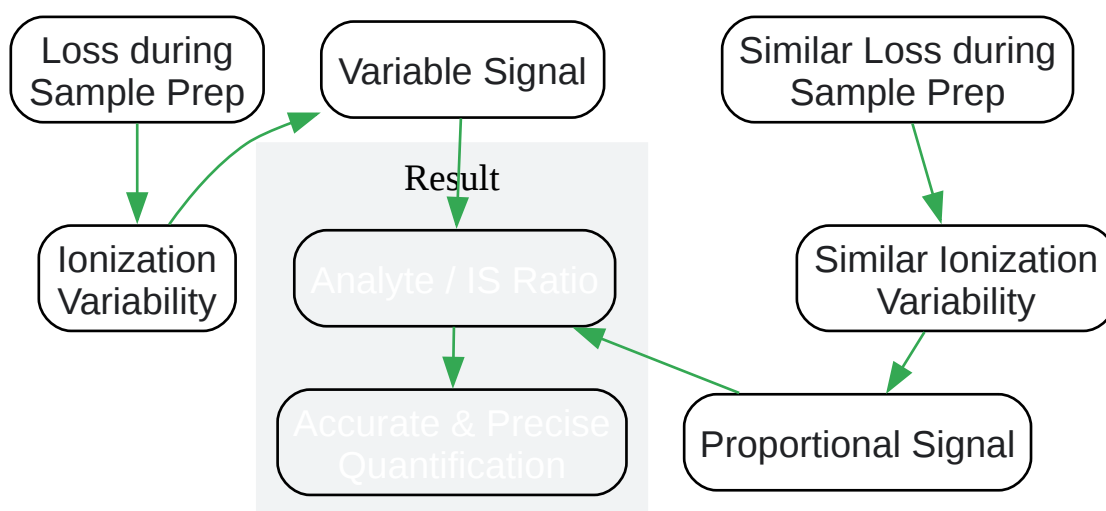 Loss during
Sample Prep
Variable Signal
Similar Loss during
Sample Prep
Result
Ionization
Variability
Analyte / IS Ratio
Similar Ionization
Variability
Accurate & Precise
Quantification
Proportional Signal